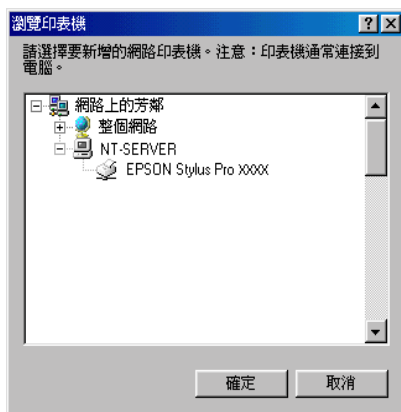 瀏覽印表機
請選擇要新增的網路印表機。注意：印表機通常連接到
電腦。
網路上的芳鄰
整個網路
NT-SERVER
EPSON Stylus Pro XXXX
確定
取消